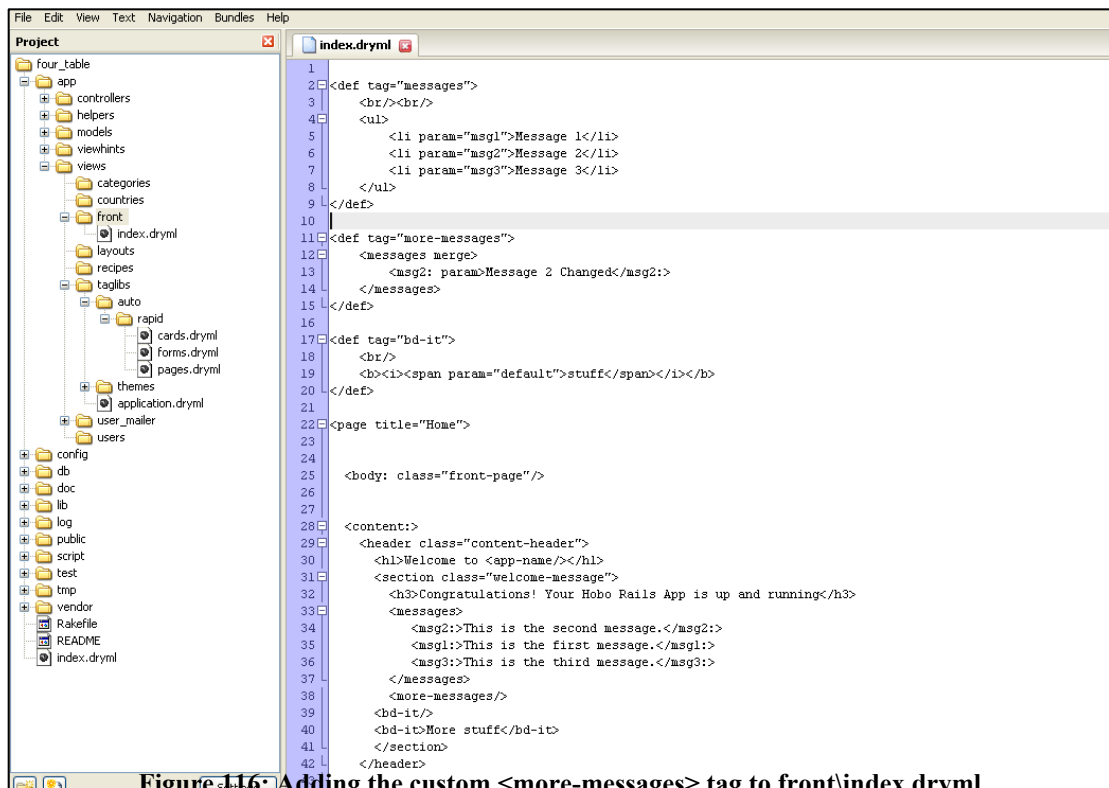 File Edit View Text Navigation Bundles Help
Project
four_table
app
controllers
helpers
models
viewhints
views
categories
countries
front
index.dryml
layouts
recipes
taglibs
auto
rapid
cards.dryml
forms.dryml
pages.dryml
themes
application.dryml
user_mailer
users
config
db
doc
lib
log
public
script
test
tmp
vendor
Rakefile
README
index.dryml
index.dryml
1
2 <def tag="messages">
3 <br/><br/>
4 <ul>
5 <li param="msg1">Message 1</li>
6 <li param="msg2">Message 2</li>
7 <li param="msg3">Message 3</li>
8 </ul>
9 </def>
10
11 <def tag="more-messages">
12 <messages merge>
13 <msg2: param>Message 2 Changed</msg2:>
14 </messages>
15 </def>
16
17 <def tag="bd-it">
18 <br/>
19 <b><i><span param="default">stuff</span></i></b>
20 </def>
21
22 <page title="Home">
23
24
25 <body: class="front-page"/>
26
27
28 <content:>
29 <header class="content-header">
30 <h1>Welcome to <app-name/></h1>
31 <section class="welcome-message">
32 <h3>Congratulations! Your Hobo Rails App is up and running</h3>
33 <messages>
34 <msg2:>This is the second message.</msg2:>
35 <msg1:>This is the first message.</msg1:>
36 <msg3:>This is the third message.</msg3:>
37 </messages>
38 <more-messages/>
39 <bd-it/>
40 <bd-it>More stuff</bd-it>
41 </section>
42 </header>
Figure 116: Adding the custom <more-messages> tag to front\index.dryml